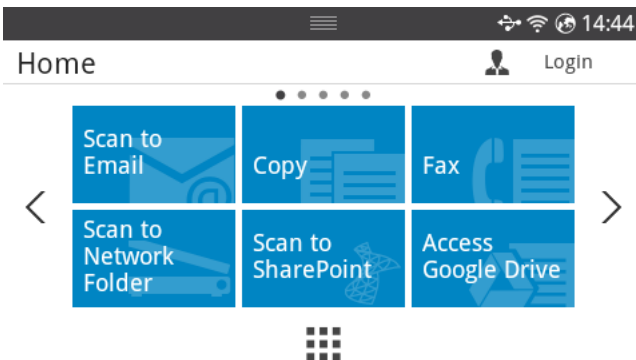 14:44
Home
Login
Scan to
Email
Copy
Fax
Scan to
Network
Folder
Scan to
SharePoint
Access
Google Drive